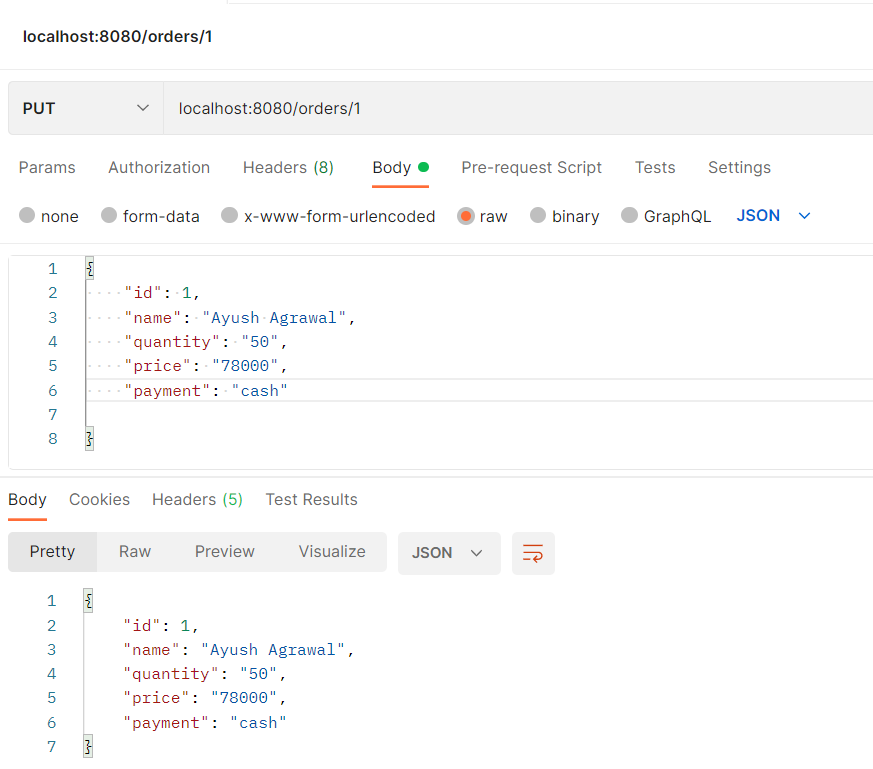 localhost:8080/orders/1
PUT localhost:8080/orders/1
Params Authorization Headers (8) Body Pre-request Script Tests Settings
none form-data x-www-form-urlencoded raw binary GraphQL JSON
1 {
2 ····"id":·1,
3 ····"name":·"Ayush·Agrawal",
4 ····"quantity":·"50",
5 ····"price":·"78000",
6 ····"payment":·"cash"
7
8 }
Body Cookies Headers (5) Test Results
Pretty Raw Preview Visualize JSON
1 {
2 "id": 1,
3 "name": "Ayush Agrawal",
4 "quantity": "50",
5 "price": "78000",
6 "payment": "cash"
7 }